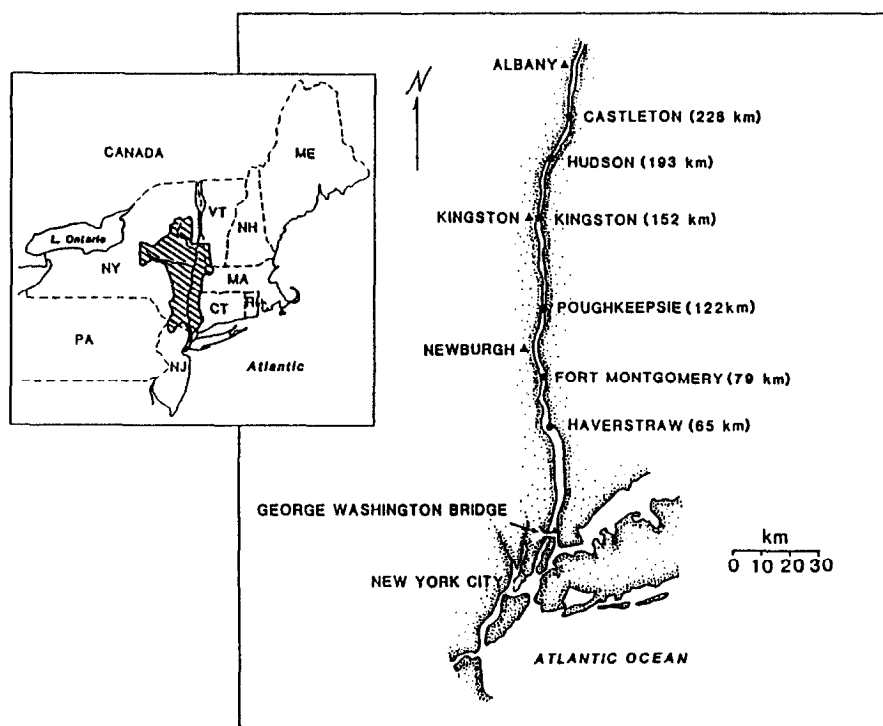 CANADA
ME
VT
NH
L. Ontario
NY
MA
CT
RI
PA
NJ
Atlantic
N
ALBANY
CASTLETON (228 km)
HUDSON (193 km)
KINGSTON
KINGSTON (152 km)
POUGHKEEPSIE (122km)
NEWBURGH
FORT MONTGOMERY (79 km)
HAVERSTRAW (65 km)
GEORGE WASHINGTON BRIDGE
km
0 10 20 30
NEW YORK CITY
ATLANTIC OCEAN